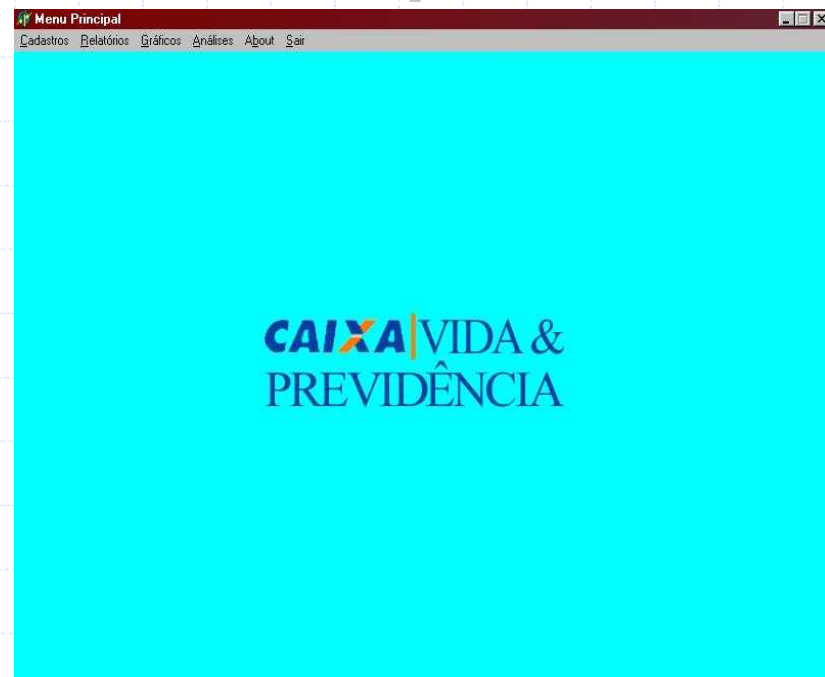 Menu Principal
Cadastros Relatórios Gráficos Análises About Sair
CAIXA|VIDA &
PREVIDÊNCIA